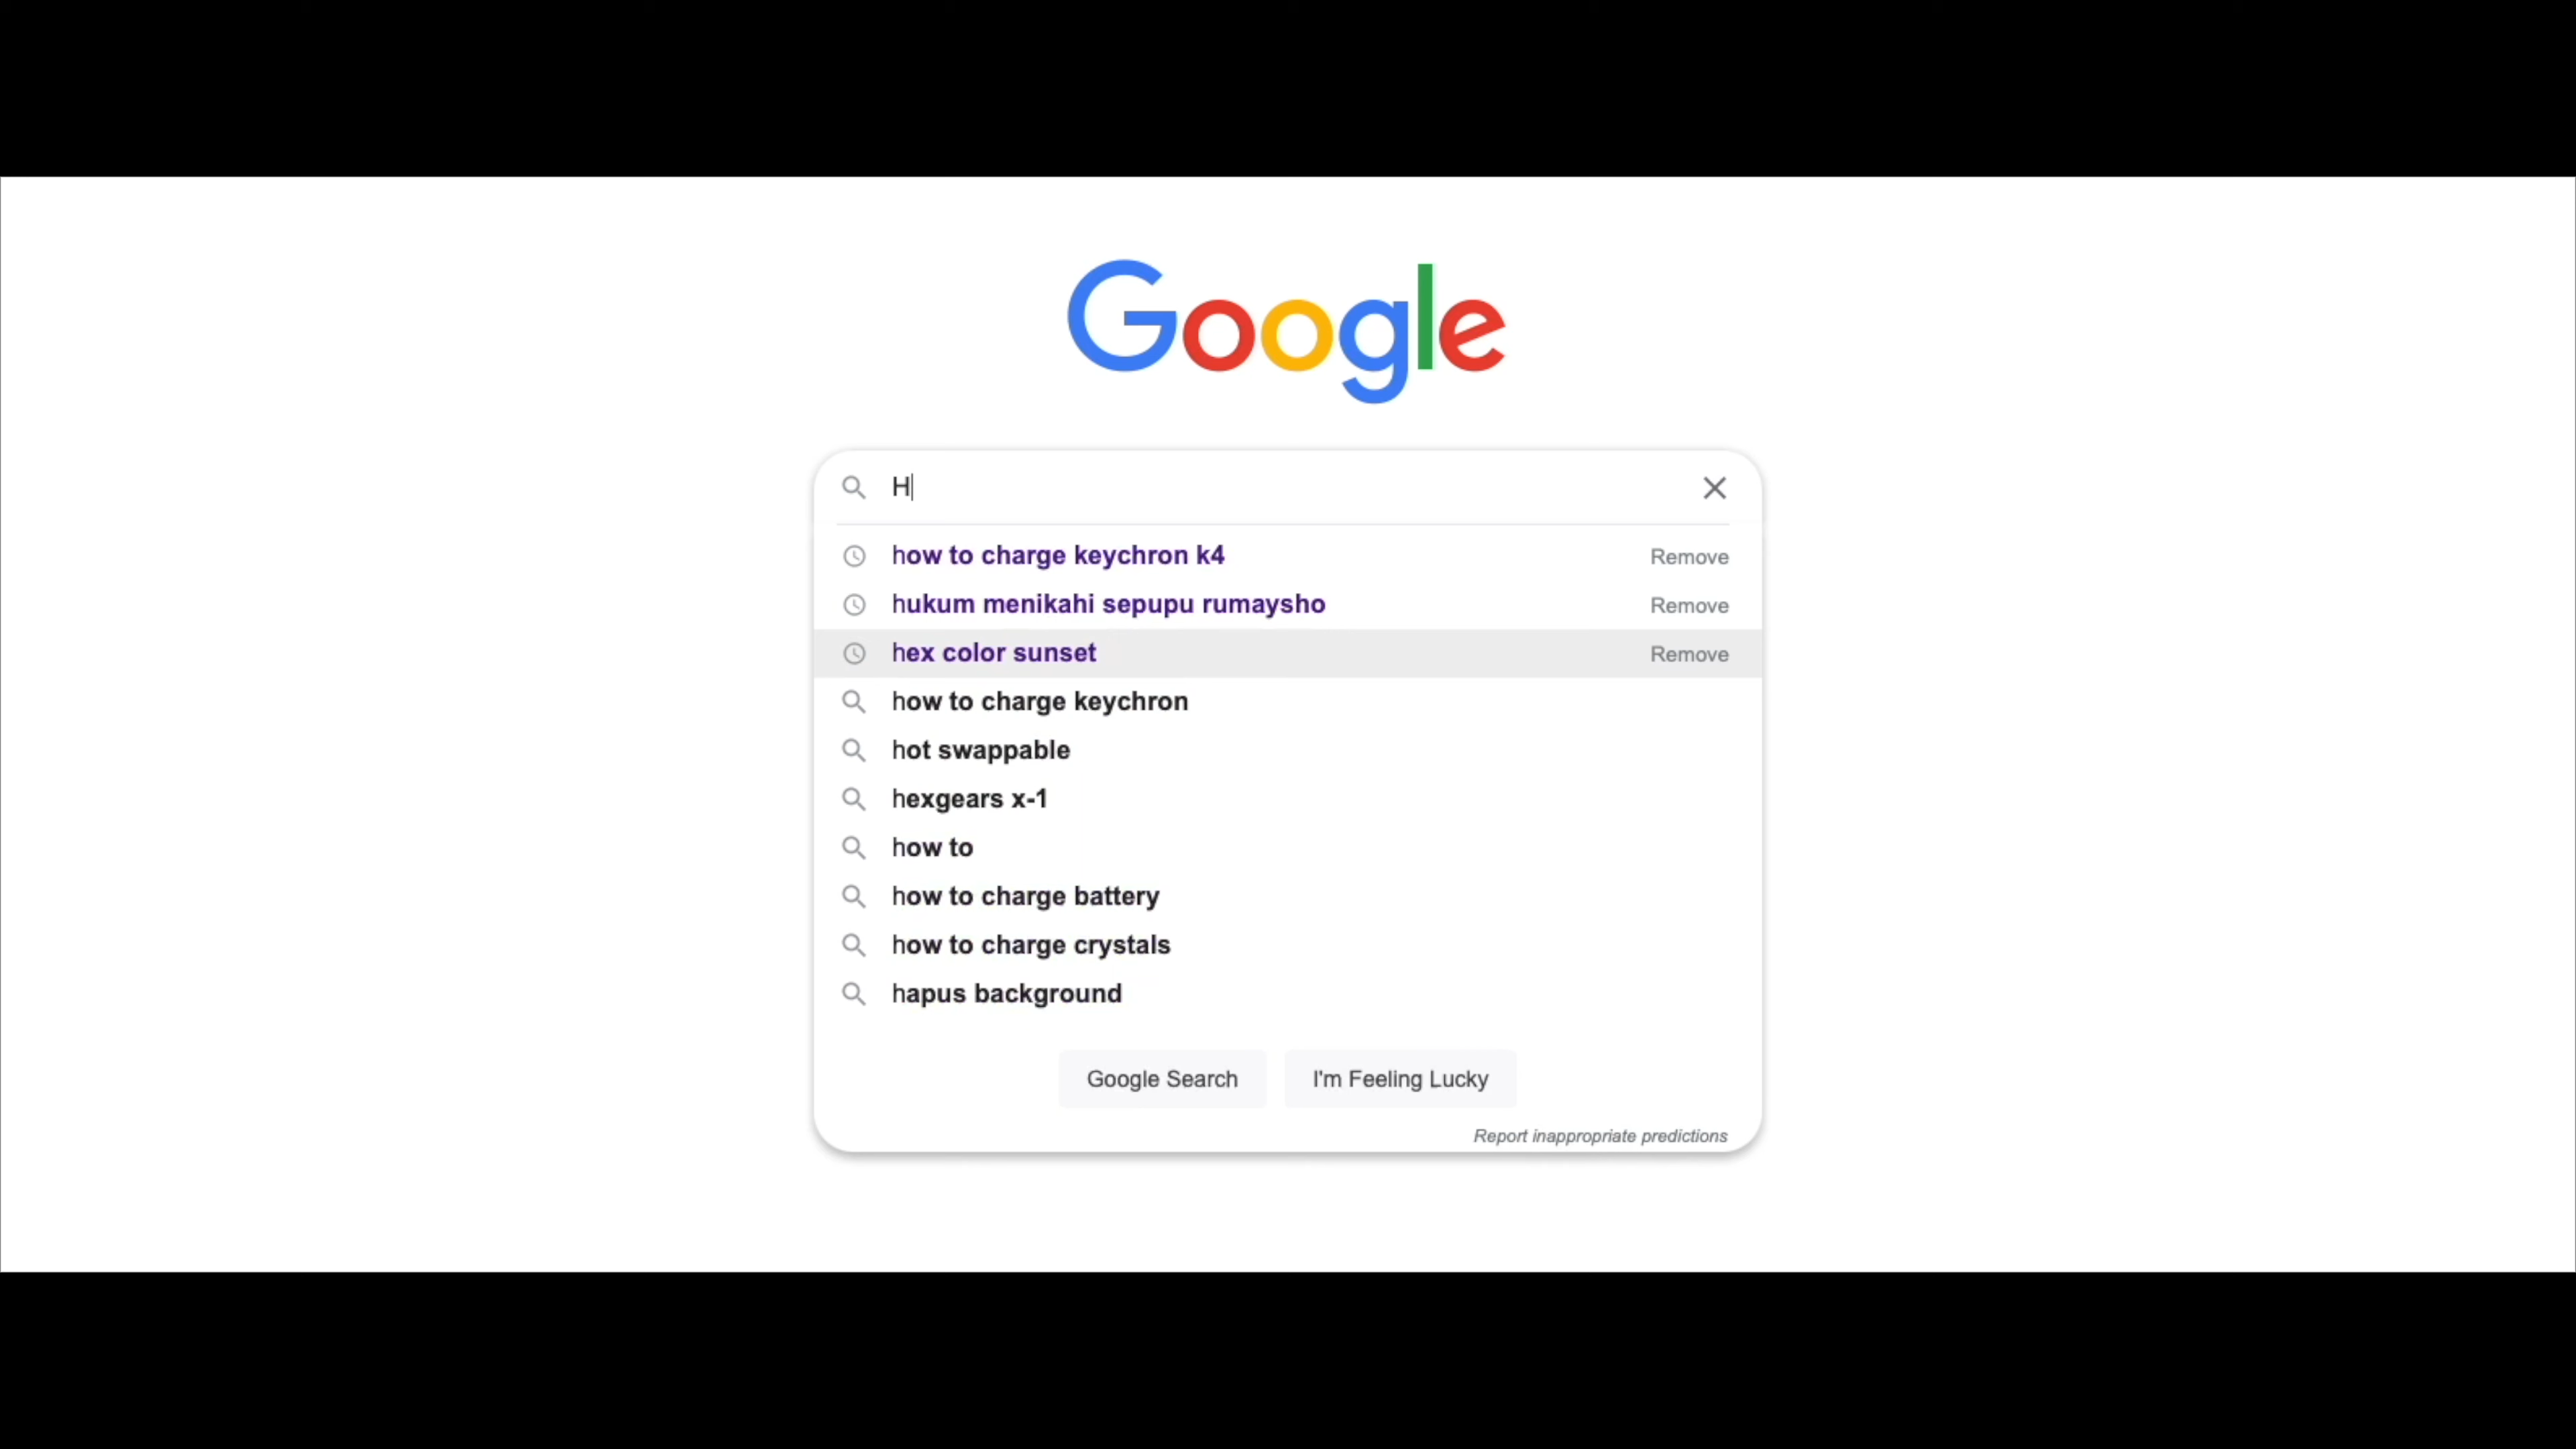 Google
H
how to charge keychron k4 Remove
hukum menikahi sepupu rumaysho Remove
hex color sunset Remove
how to charge keychron
hot swappable
hexgears x-1
how to
how to charge battery
how to charge crystals
hapus background
Google Search I'm Feeling Lucky
Report inappropriate predictions